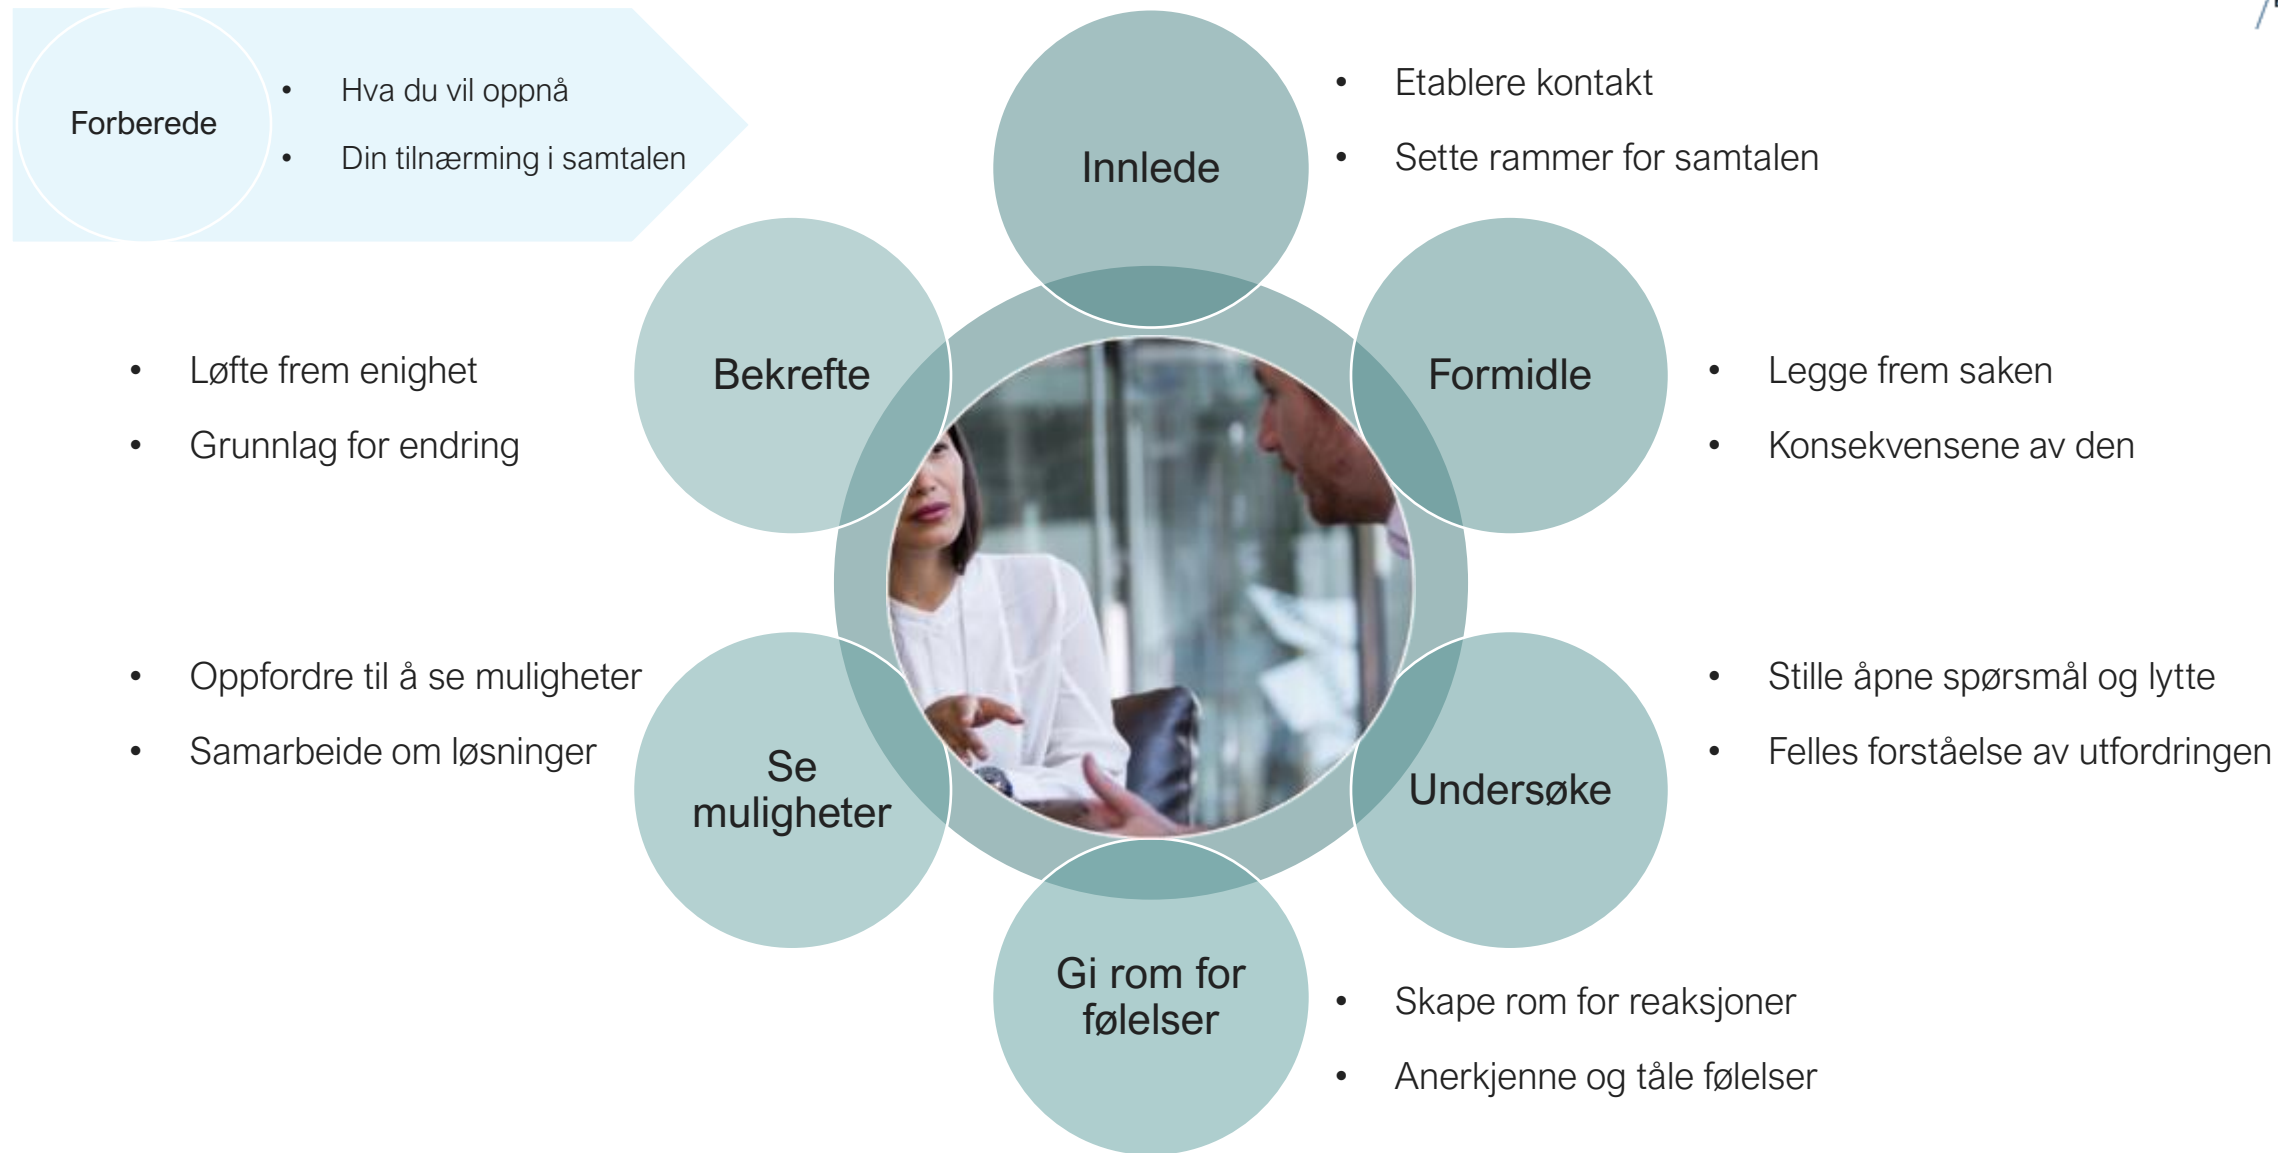 Forberede
• Hva du vil oppnå
• Din tilnærming i samtalen
Innlede
• Etablere kontakt
• Sette rammer for samtalen
Formidle
• Legge frem saken
• Konsekvensene av den
Undersøke
• Stille åpne spørsmål og lytte
• Felles forståelse av utfordringen
Gi rom for
følelser
• Skape rom for reaksjoner
• Anerkjenne og tåle følelser
Se
muligheter
• Oppfordre til å se muligheter
• Samarbeide om løsninger
Bekrefte
• Løfte frem enighet
• Grunnlag for endring